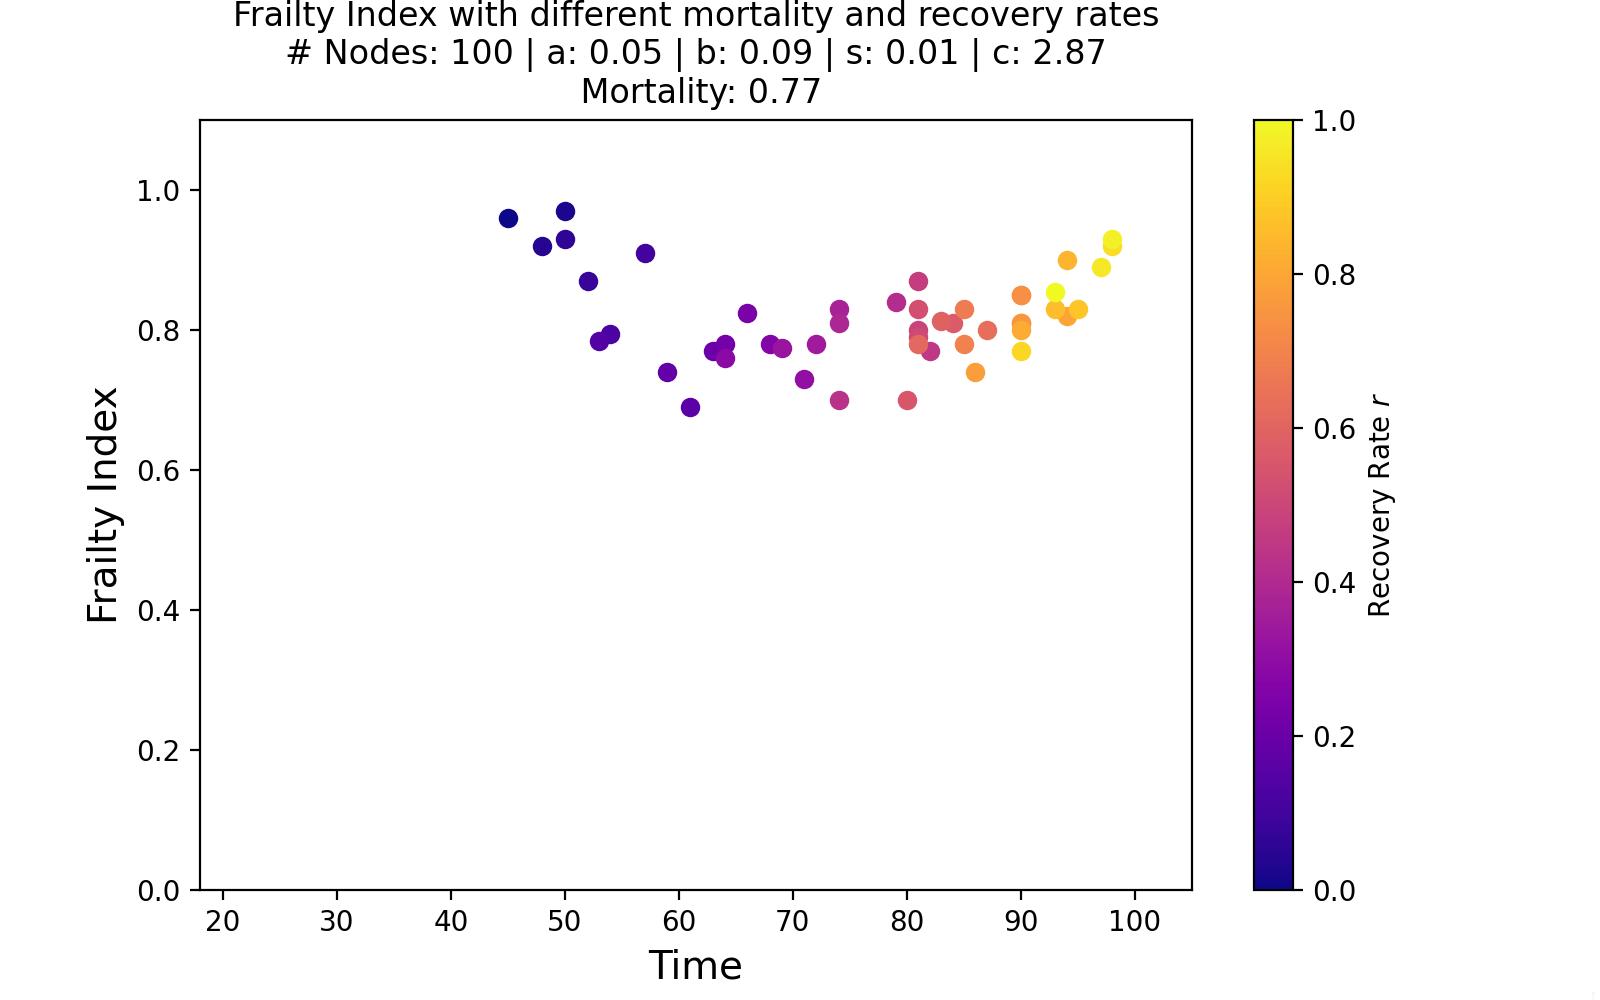 Frailty Index with different mortality and recovery rates
# Nodes: 100 | a: 0.05 | b: 0.09 | s: 0.01 | c: 2.87
Mortality: 0.77
Frailty Index
1.0
0.8
0.6
0.4
0.2
0.0
20 30 40 50 60 70 80 90 100
Time
1.0
0.8
0.6
0.4
0.2
0.0
Recovery Rate r